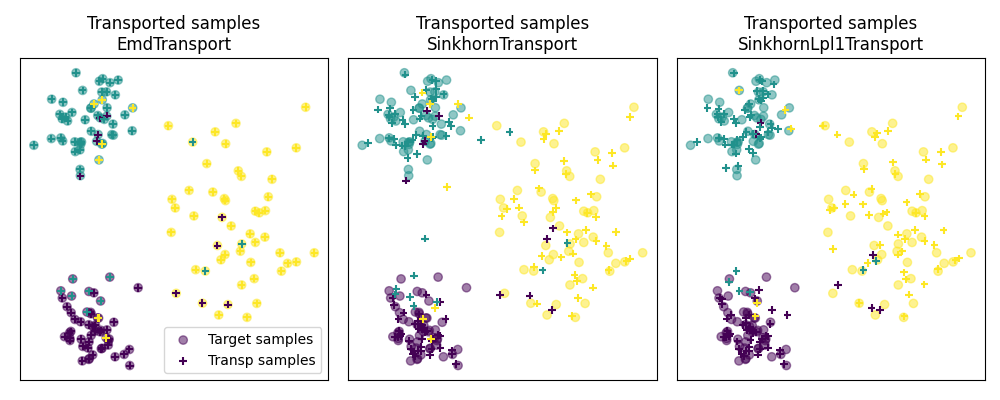 Transported samples
EmdTransport
Transported samples
SinkhornTransport
Transported samples
SinkhornLpl1Transport
Target samples
Transp samples